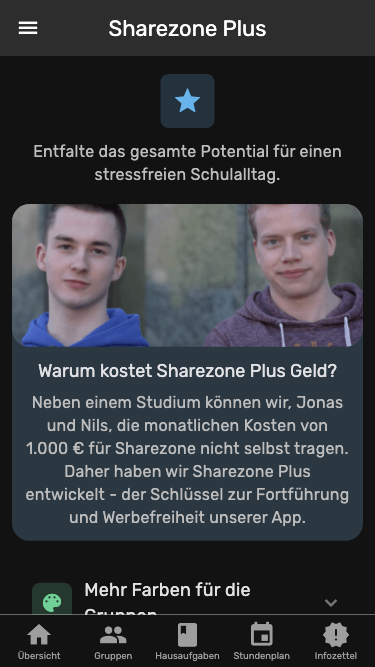 Sharezone Plus
Entfalte das gesamte Potential für einen
stressfreien Schulalltag.
Warum kostet Sharezone Plus Geld?
Neben einem Studium können wir, Jonas
und Nils, die monatlichen Kosten von
1.000 € für Sharezone nicht selbst tragen.
Daher haben wir Sharezone Plus
entwickelt - der Schlüssel zur Fortführung
und Werbefreiheit unserer App.
Mehr Farben für die
Gruppen
Übersicht
Gruppen
Hausaufgaben
Stundenplan
Infozettel